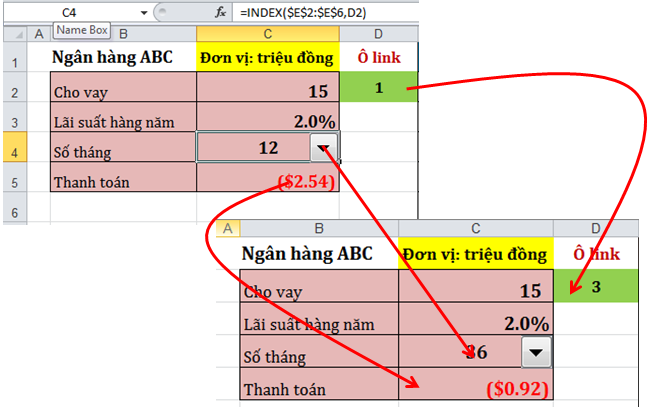 C4 fx =INDEX($E$2:$E$6,D2)
Name Box
A B C D
1 Ngân hàng ABC Đơn vị: triệu đồng Ô link
2 Cho vay 15 1
3 Lãi suất hàng năm 2.0%
4 Số tháng 12
5 Thanh toán ($2.54)
6
A B C D
Ngân hàng ABC Đơn vị: triệu đồng Ô link
Cho vay 15 3
Lãi suất hàng năm 2.0%
Số tháng 36
Thanh toán ($0.92)